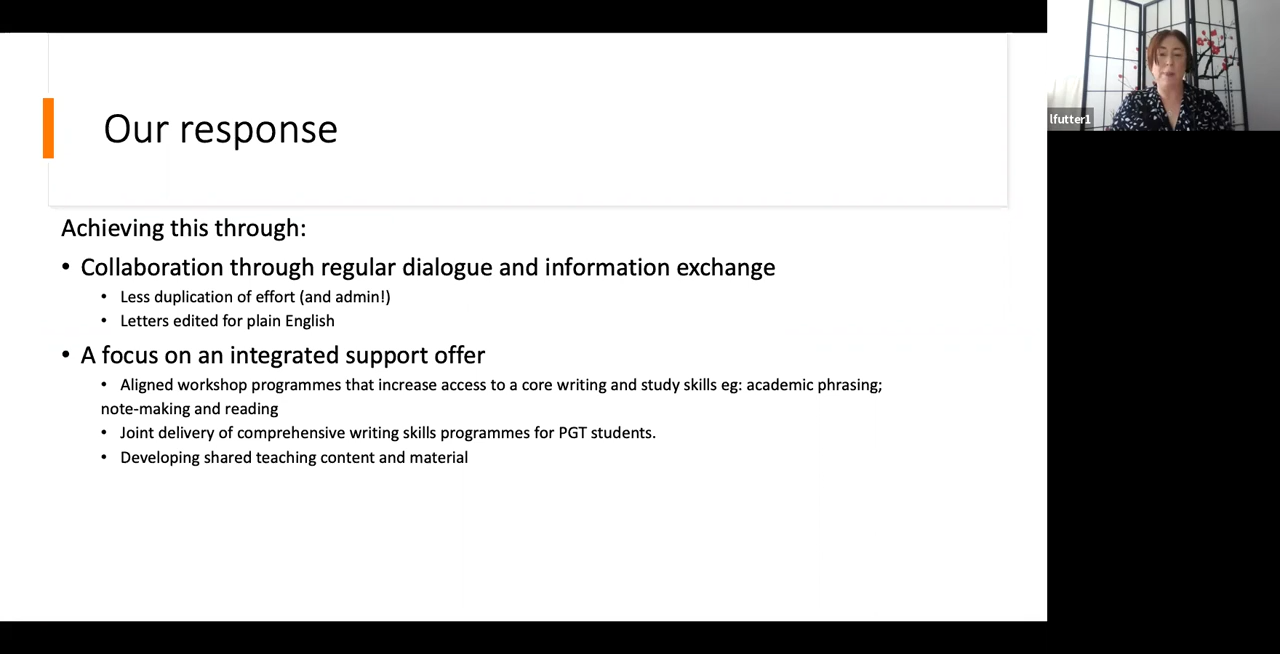 Our response
Achieving this through:
• Collaboration through regular dialogue and information exchange
• Less duplication of effort (and admin!)
• Letters edited for plain English
• A focus on an integrated support offer
• Aligned workshop programmes that increase access to a core writing and study skills eg: academic phrasing;
note-making and reading
• Joint delivery of comprehensive writing skills programmes for PGT students.
• Developing shared teaching content and material
lfutter1